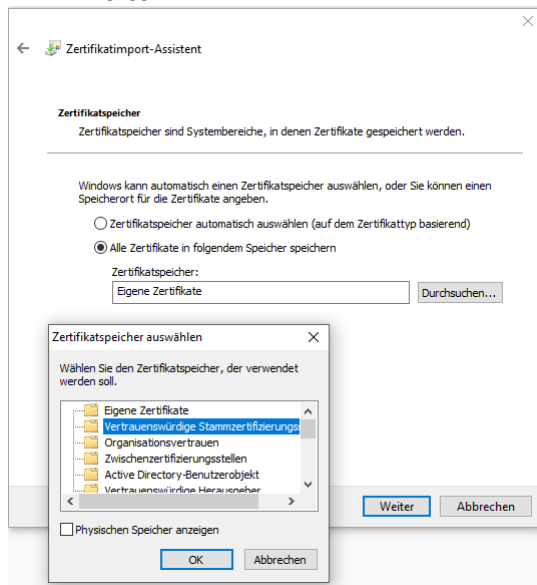 Zertifikatimport-Assistent
Zertifikatspeicher
Zertifikatspeicher sind Systembereiche, in denen Zertifikate gespeichert werden.
Windows kann automatisch einen Zertifikatspeicher auswählen, oder Sie können einen
Speicherort für die Zertifikate angeben.
Zertifikatspeicher automatisch auswählen (auf dem Zertifikattyp basierend)
Alle Zertifikate in folgendem Speicher speichern
Zertifikatspeicher:
Eigene Zertifikate
Durchsuchen...
Zertifikatspeicher auswählen
Wählen Sie den Zertifikatspeicher, der verwendet
werden soll.
Eigene Zertifikate
Vertrauenswürdige Stammzertifizierungs
Organisationsvertrauen
Zwischenzertifizierungsstellen
Active Directory-Benutzerobjekt
Vertrauenswürdige Herausgeber
Physischen Speicher anzeigen
OK
Abbrechen
Weiter
Abbrechen